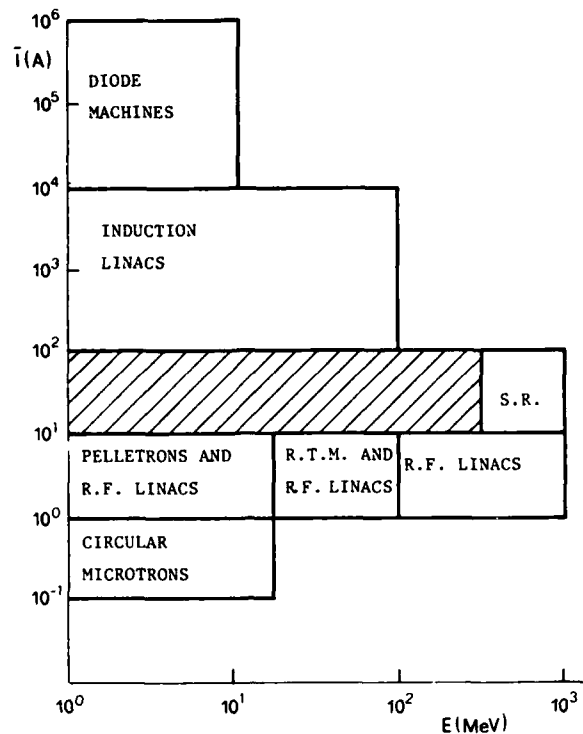 10⁶
ī(A)
DIODE
MACHINES
10⁵
10⁴
INDUCTION
LINACS
10³
10²
S.R.
10¹
PELLETRONS AND
R.F. LINACS
R.T.M. AND
R.F. LINACS
R.F. LINACS
10⁰
CIRCULAR
MICROTRONS
10⁻¹
10⁰
10¹
10²
10³
E(MeV)